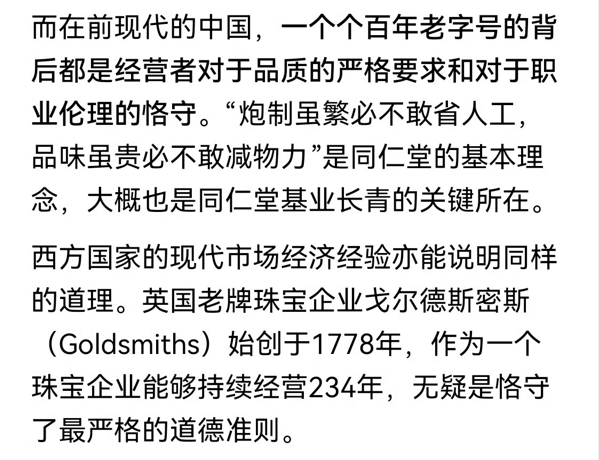 而在前现代的中国，一个个百年老字号的背
后都是经营者对于品质的严格要求和对于职
业伦理的恪守。“炮制虽繁必不敢省人工，
品味虽贵必不敢减物力”是同仁堂的基本理
念，大概也是同仁堂基业长青的关键所在。
西方国家的现代市场经济经验亦能说明同样
的道理。英国老牌珠宝企业戈尔德斯密斯
（Goldsmiths）始创于1778年，作为一个
珠宝企业能够持续经营234年，无疑是恪守
了最严格的道德准则。